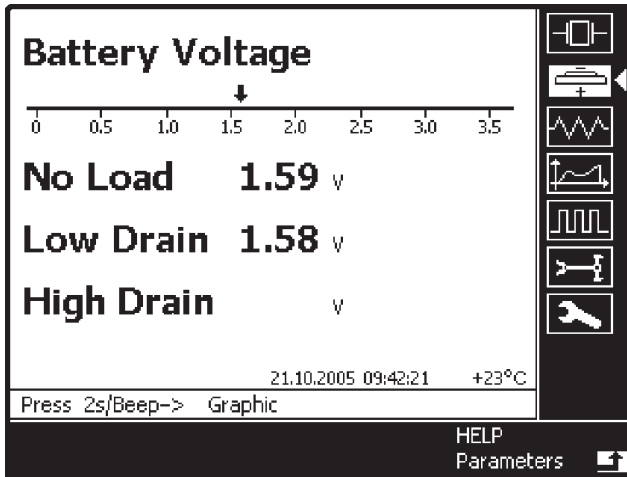 Battery Voltage
0 0.5 1.0 1.5 2.0 2.5 3.0 3.5
No Load 1.59 V
Low Drain 1.58 V
High Drain V
21.10.2005 09:42:21 +23°C
Press 2s/Beep-> Graphic
HELP
Parameters